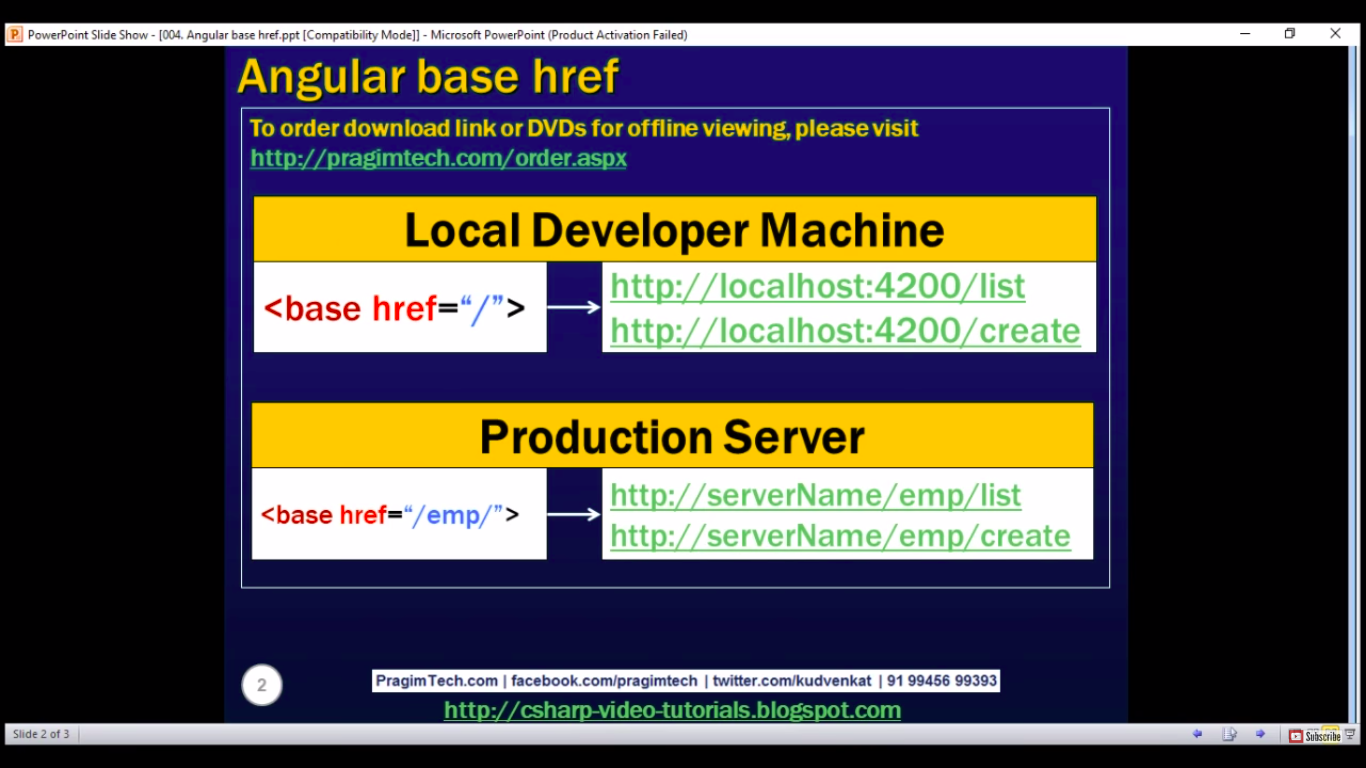 PowerPoint Slide Show - [004. Angular base href.ppt [Compatibility Mode]] - Microsoft PowerPoint (Product Activation Failed)
Angular base href
To order download link or DVDs for offline viewing, please visit
http://pragimtech.com/order.aspx
Local Developer Machine
<base href=“/”>
http://localhost:4200/list
http://localhost:4200/create
Production Server
<base href=“/emp/”>
http://serverName/emp/list
http://serverName/emp/create
2
PragimTech.com | facebook.com/pragimtech | twitter.com/kudvenkat | 91 99456 99393
http://csharp-video-tutorials.blogspot.com
Slide 2 of 3
Subscribe